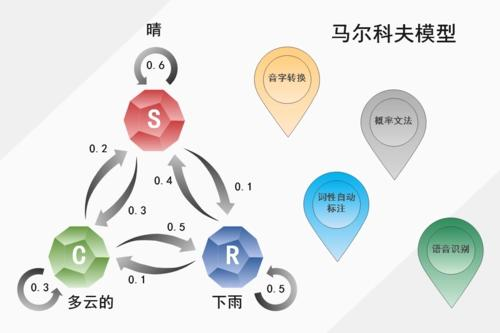 晴
马尔科夫模型
0.6
音字转换
S
概率文法
0.2
0.4
0.1
0.3
词性自动
标注
0.5
C
R
语音识别
0.1
0.3
0.5
多云的
下雨